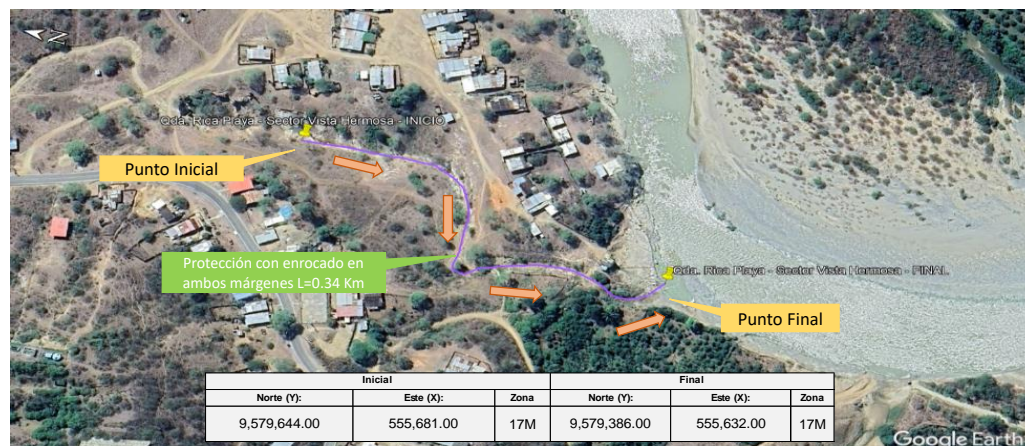 N
Qda. Rica Playa - Sector Vista Hermosa - INICIO
Punto Inicial
Protección con enrocado en
ambos márgenes L=0.34 Km
Qda. Rica Playa - Sector Vista Hermosa - FINAL
Punto Final
Inicial Final
Norte (Y): Este (X): Zona Norte (Y): Este (X): Zona
9,579,644.00 555,681.00 17M 9,579,386.00 555,632.00 17M
Google Earth